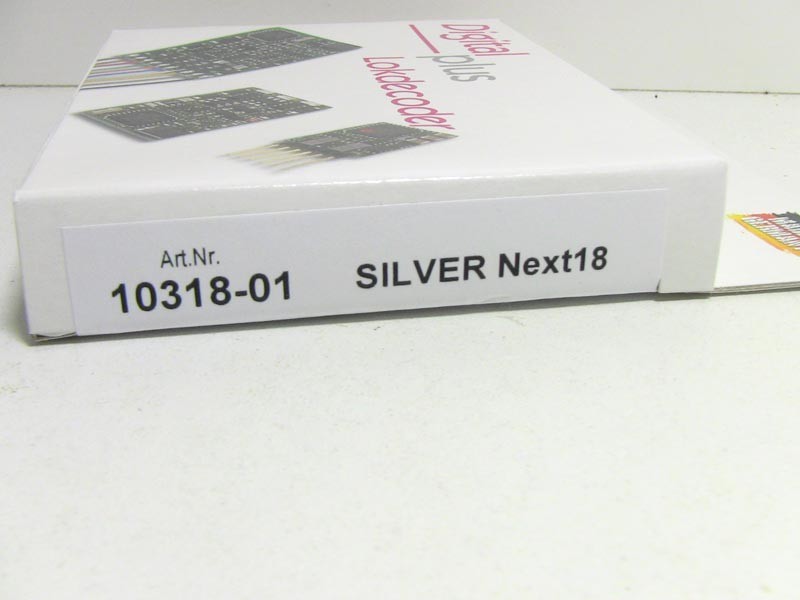 Digital
plus
Lokdecoder
Art.Nr.
10318-01
SILVER Next18